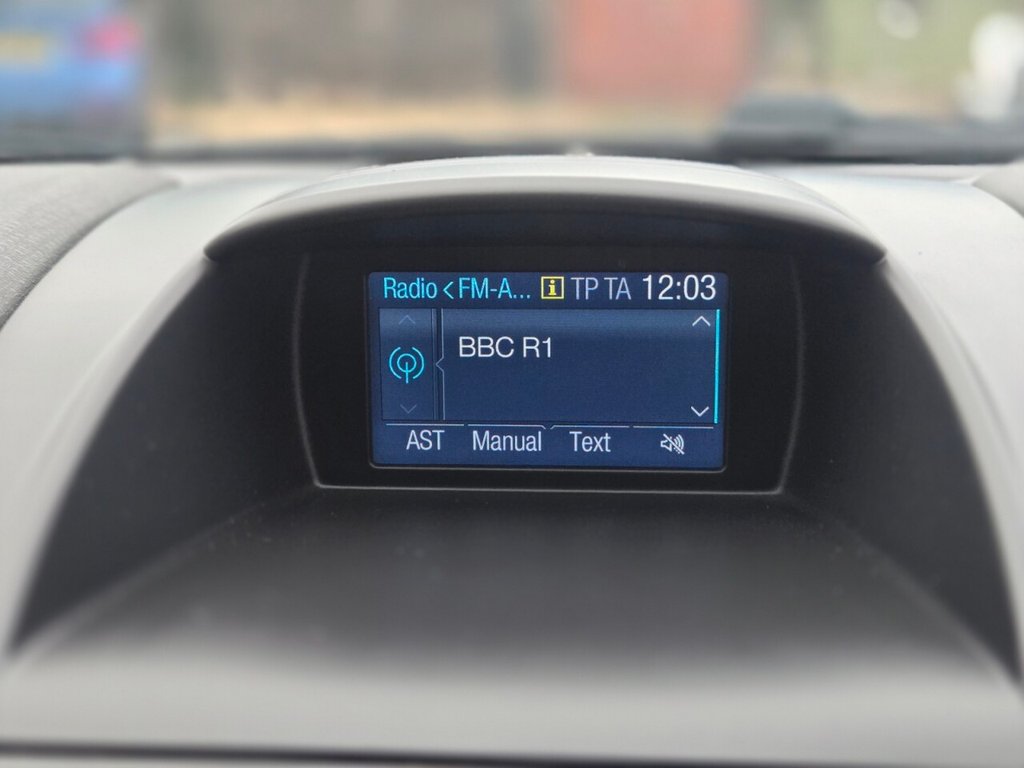 Radio < FM-A... i TP TA 12:03
BBC R1
AST Manual Text